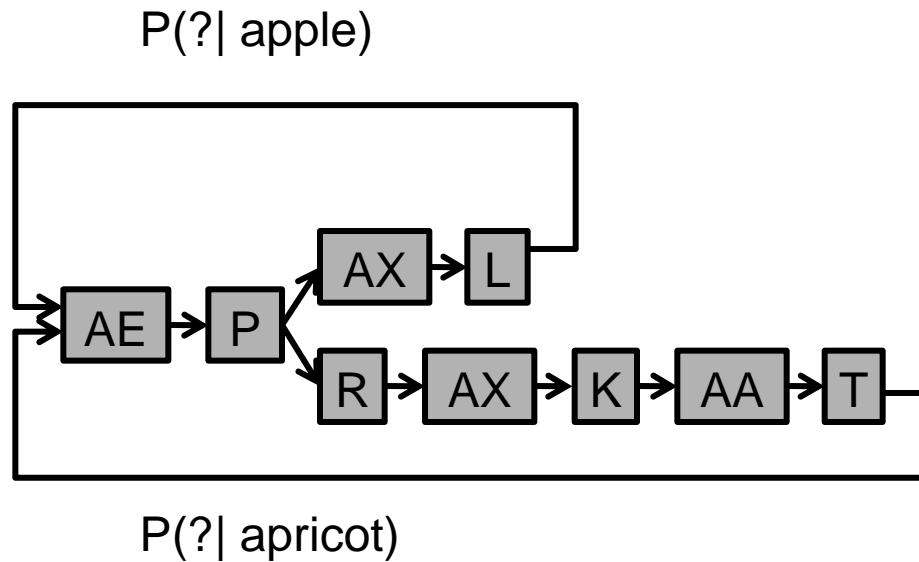 P(?| apple)
AX L
AE P
R AX K AA T
P(?| apricot)